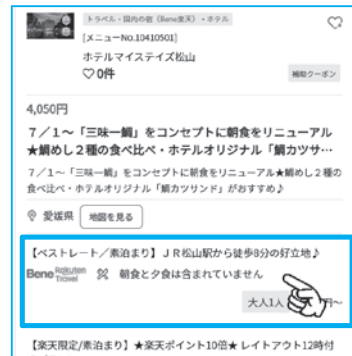 トラベル・国内の宿（Bene楽天）・ホテル
[メニューNo.10410501]
ホテルマイステイズ松山
♡ 0件
補助クーポン
4,050円
7／1～「三味一鯛」をコンセプトに朝食をリニューアル
★鯛めし2種の食べ比べ・ホテルオリジナル「鯛カツサ…
7／1～「三味一鯛」をコンセプトに朝食をリニューアル★鯛めし2種の
食べ比べ・ホテルオリジナル「鯛カツサンド」がおすすめ♪
愛媛県 地図を見る
【ベストレート／素泊まり】ＪＲ松山駅から徒歩8分の好立地♪
Bene Rakuten Travel 朝食と夕食は含まれていません
大人1人 円～
【楽天限定/素泊まり】★楽天ポイント10倍★レイトアウト12時付